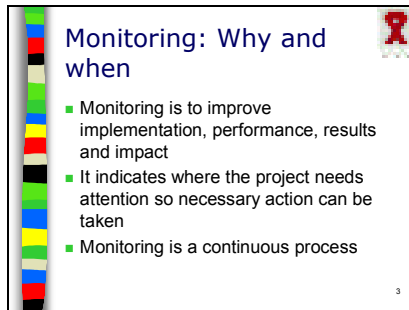 Monitoring: Why and
when
Monitoring is to improve
implementation, performance, results
and impact
It indicates where the project needs
attention so necessary action can be
taken
Monitoring is a continuous process
3